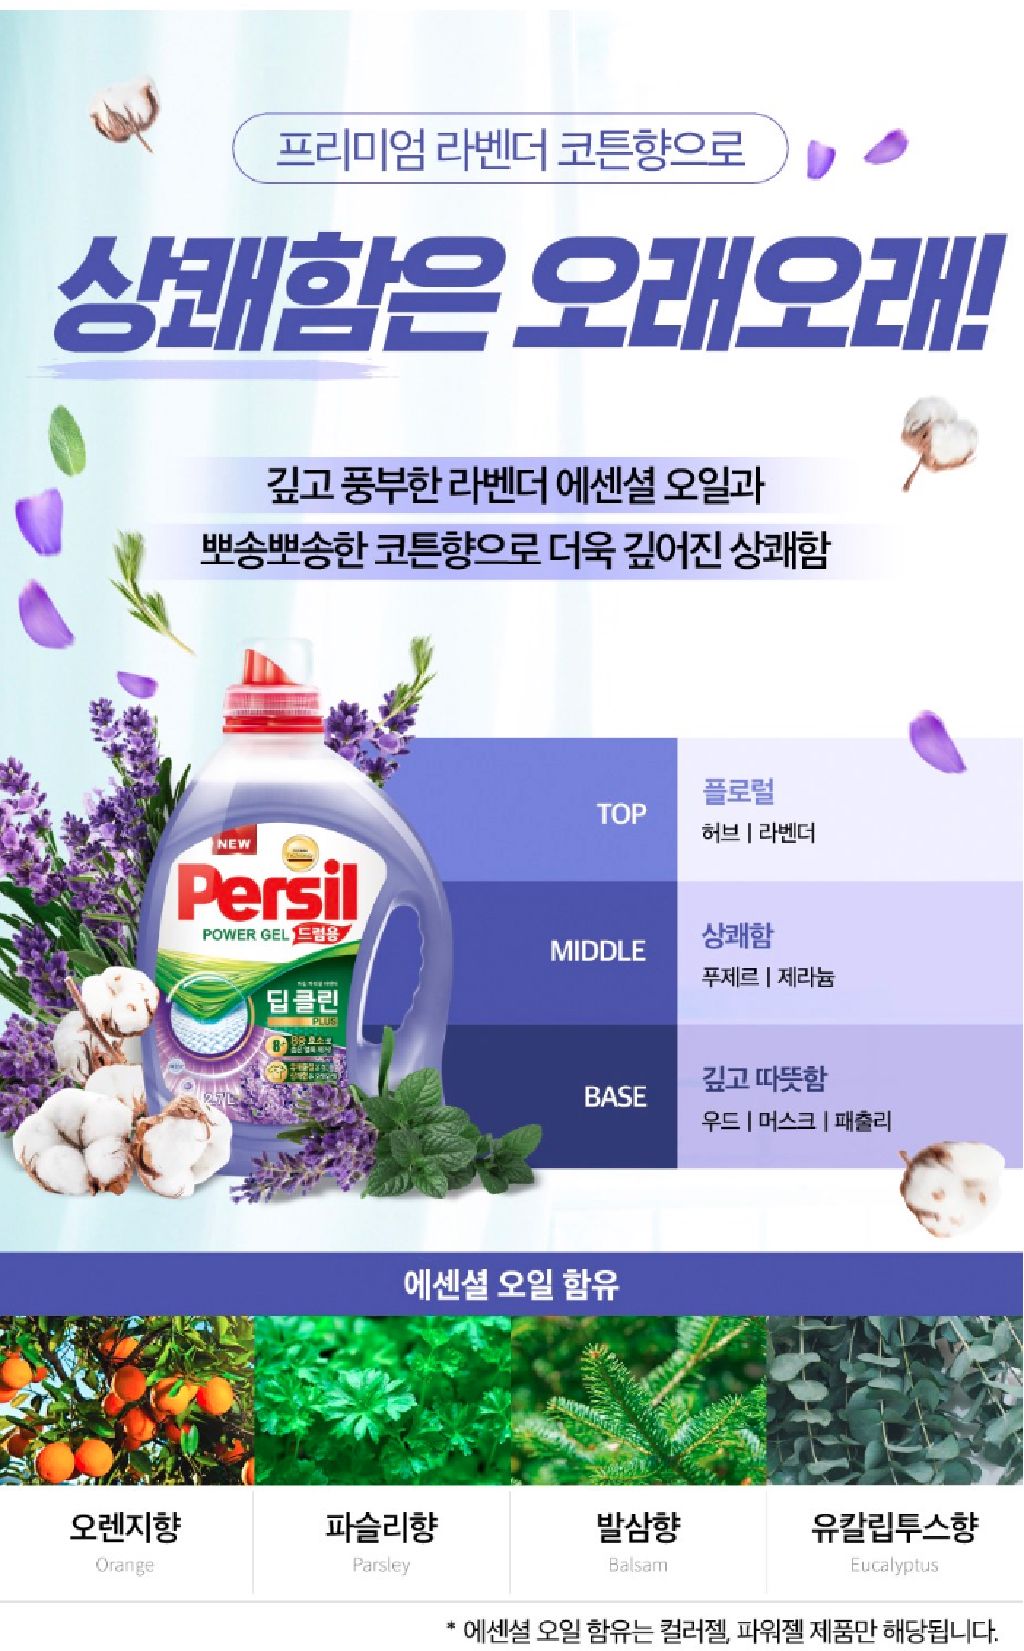 프리미엄 라벤더 코튼향으로
상쾌함은 오래오래!
깊고 풍부한 라벤더 에센셜 오일과
뽀송뽀송한 코튼향으로 더욱 깊어진 상쾌함
NEW
Persil
POWER GEL 드럼용
딥 클린
PLUS
8+
2.7L
TOP
플로럴
허브 | 라벤더
MIDDLE
상쾌함
푸제르 | 제라늄
BASE
깊고 따뜻함
우드 | 머스크 | 패출리
에센셜 오일 함유
오렌지향
Orange
파슬리향
Parsley
발삼향
Balsam
유칼립투스향
Eucalyptus
* 에센셜 오일 함유는 컬러젤, 파워젤 제품만 해당됩니다.